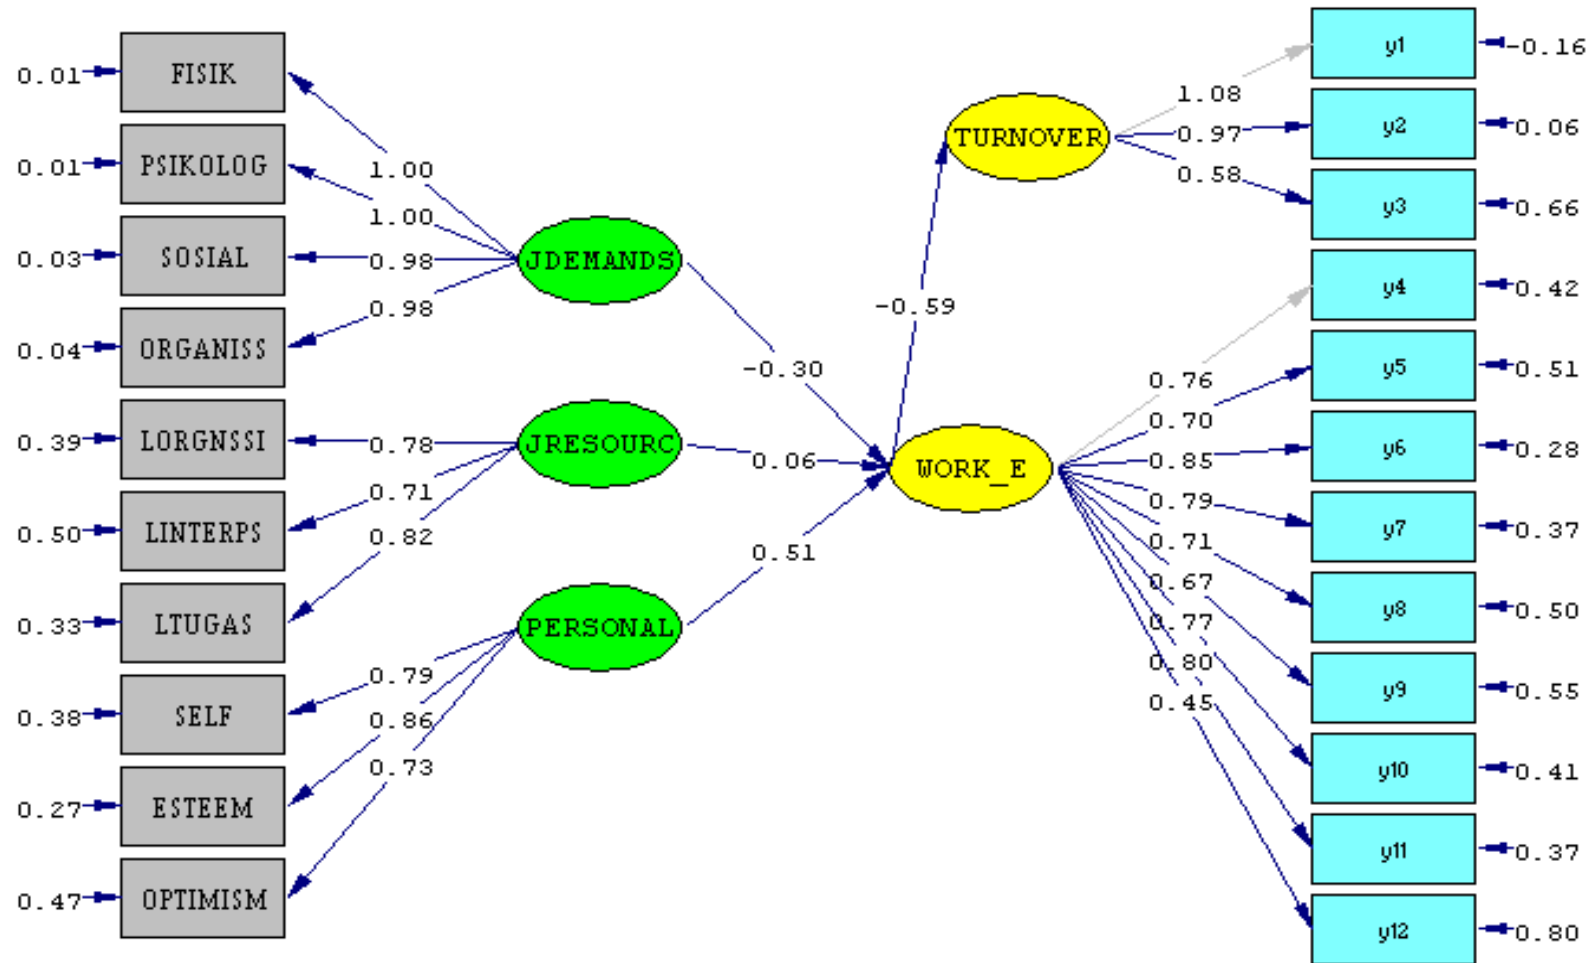 0.01 FISIK
0.01 PSIKOLOG
0.03 SOSIAL
0.04 ORGANISS
0.39 LORGNSSI
0.50 LINTERPS
0.33 LTUGAS
0.38 SELF
0.27 ESTEEM
0.47 OPTIMISM
1.00
1.00
0.98
0.98
0.78
0.71
0.82
0.79
0.86
0.73
JDEMANDS
JRESOURC
PERSONAL
-0.30
0.06
0.51
-0.59
TURNOVER
WORK_E
1.08
0.97
0.58
0.76
0.70
0.85
0.79
0.71
0.67
0.77
0.80
0.45
y1 -0.16
y2 0.06
y3 0.66
y4 0.42
y5 0.51
y6 0.28
y7 0.37
y8 0.50
y9 0.55
y10 0.41
y11 0.37
y12 0.80